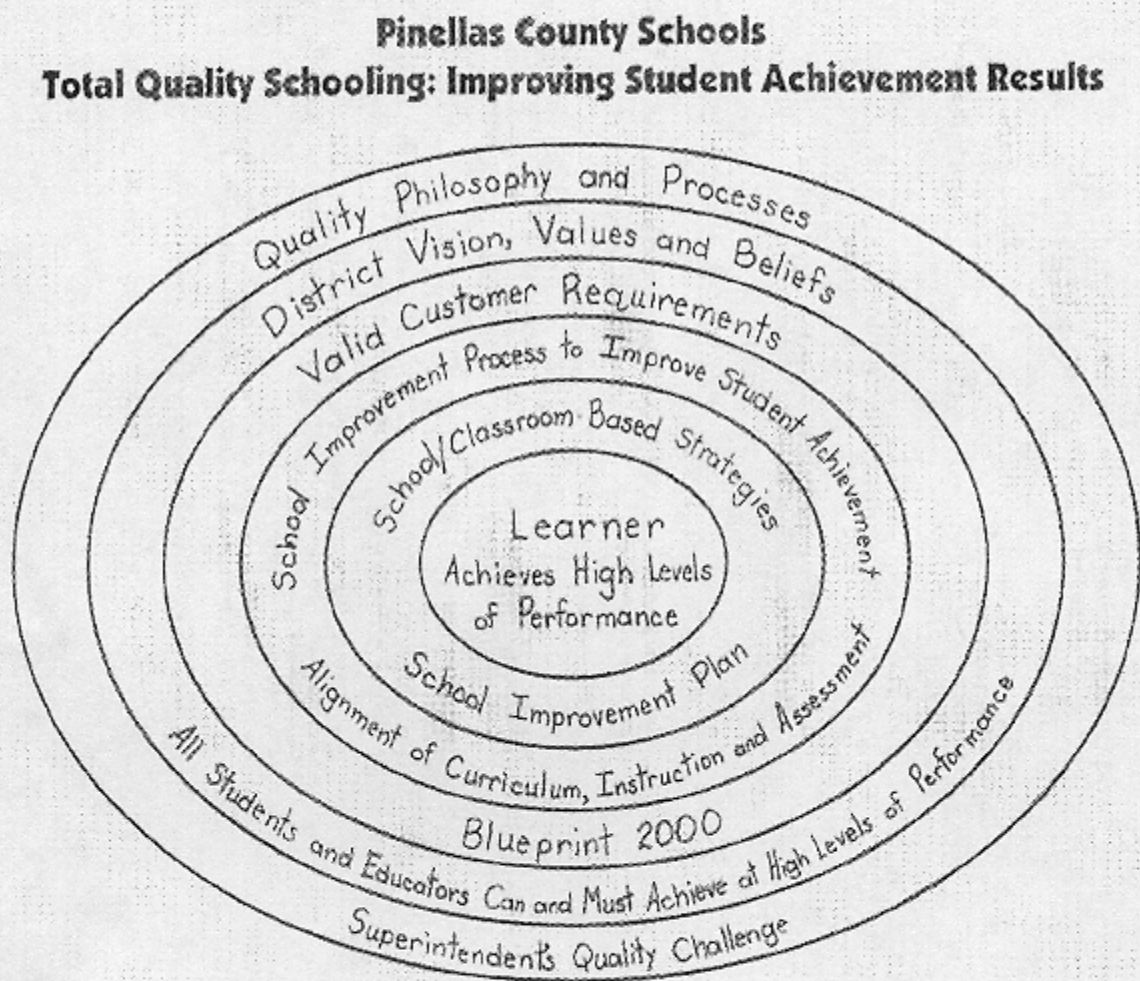 Pinellas County Schools
Total Quality Schooling: Improving Student Achievement Results
Quality Philosophy and Processes
District Vision, Values and Beliefs
Valid Customer Requirements
School Improvement Process to Improve Student Achievement
School/Classroom-Based Strategies
Learner
Achieves High Levels
of Performance
School Improvement Plan
Alignment of Curriculum, Instruction and Assessment
Blueprint 2000
All Students and Educators Can and Must Achieve at High Levels of Performance
Superintendent's Quality Challenge